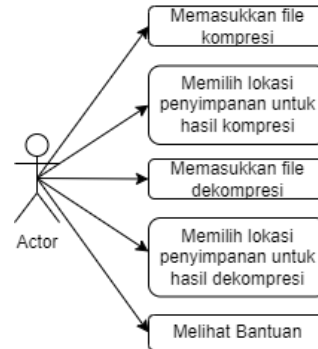 Memasukkan file
kompresi
Memilih lokasi
penyimpanan untuk
hasil kompresi
Memasukkan file
dekompresi
Actor
Memilih lokasi
penyimpanan untuk
hasil dekompresi
Melihat Bantuan